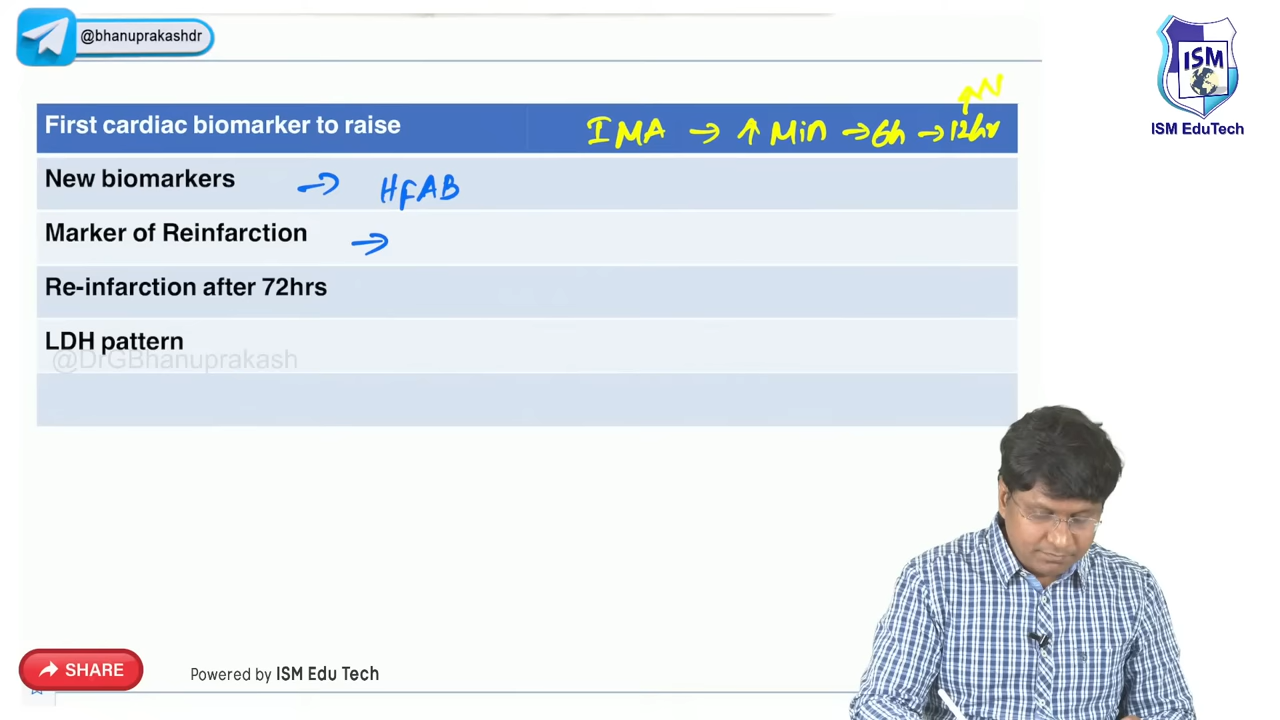 @bhanuprakashdr
ISM
ISM EduTech
First cardiac biomarker to raise IMA → ↑ Min → 6h → 12hr ↑ N
New biomarkers → HFAB
Marker of Reinfarction →
Re-infarction after 72hrs
LDH pattern
@DrGBhanuprakash
SHARE
Powered by ISM Edu Tech